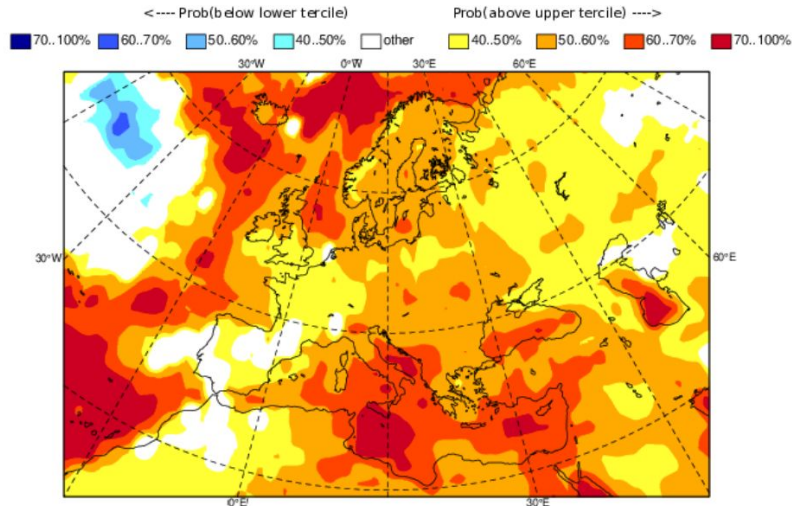 <---- Prob(below lower tercile) Prob(above upper tercile) ---->
70..100% 60..70% 50..60% 40..50% other 40..50% 50..60% 60..70% 70..100%
30°W 0°W 30°E 60°E
30°W 60°E
0°E 30°E